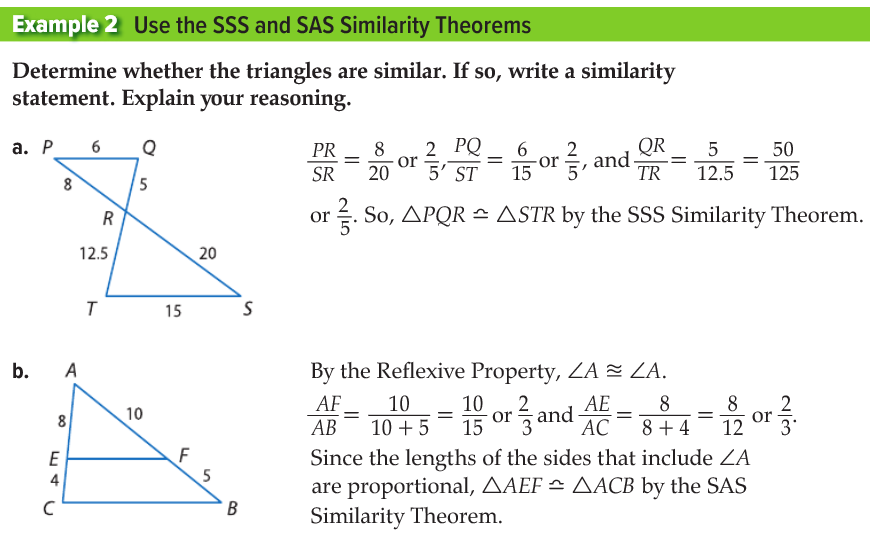 Example 2 Use the SSS and SAS Similarity Theorems
Determine whether the triangles are similar. If so, write a similarity
statement. Explain your reasoning.
a. P 6 Q
8 5
R
12.5 20
T 15 S
PR/SR = 8/20 or 2/5, PQ/ST = 6/15 or 2/5, and QR/TR = 5/12.5 = 50/125
or 2/5. So, △PQR ≏ △STR by the SSS Similarity Theorem.
b. A
8 10
E F
4 5
C B
By the Reflexive Property, ∠A ≅ ∠A.
AF/AB = 10/10 + 5 = 10/15 or 2/3 and AE/AC = 8/8 + 4 = 8/12 or 2/3.
Since the lengths of the sides that include ∠A
are proportional, △AEF ≏ △ACB by the SAS
Similarity Theorem.